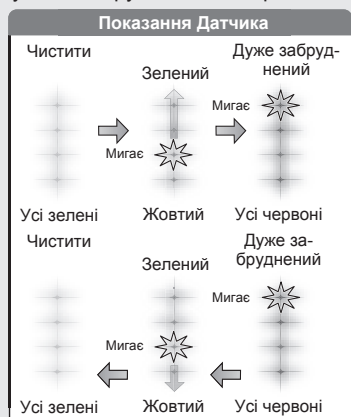 Показання Датчика
Чистити
Зелений
Дуже забруд-
нений
Мигає
Мигає
Усі зелені
Жовтий
Усі червоні
Чистити
Зелений
Дуже за-
бруднений
Мигає
Мигає
Усі зелені
Жовтий
Усі червоні